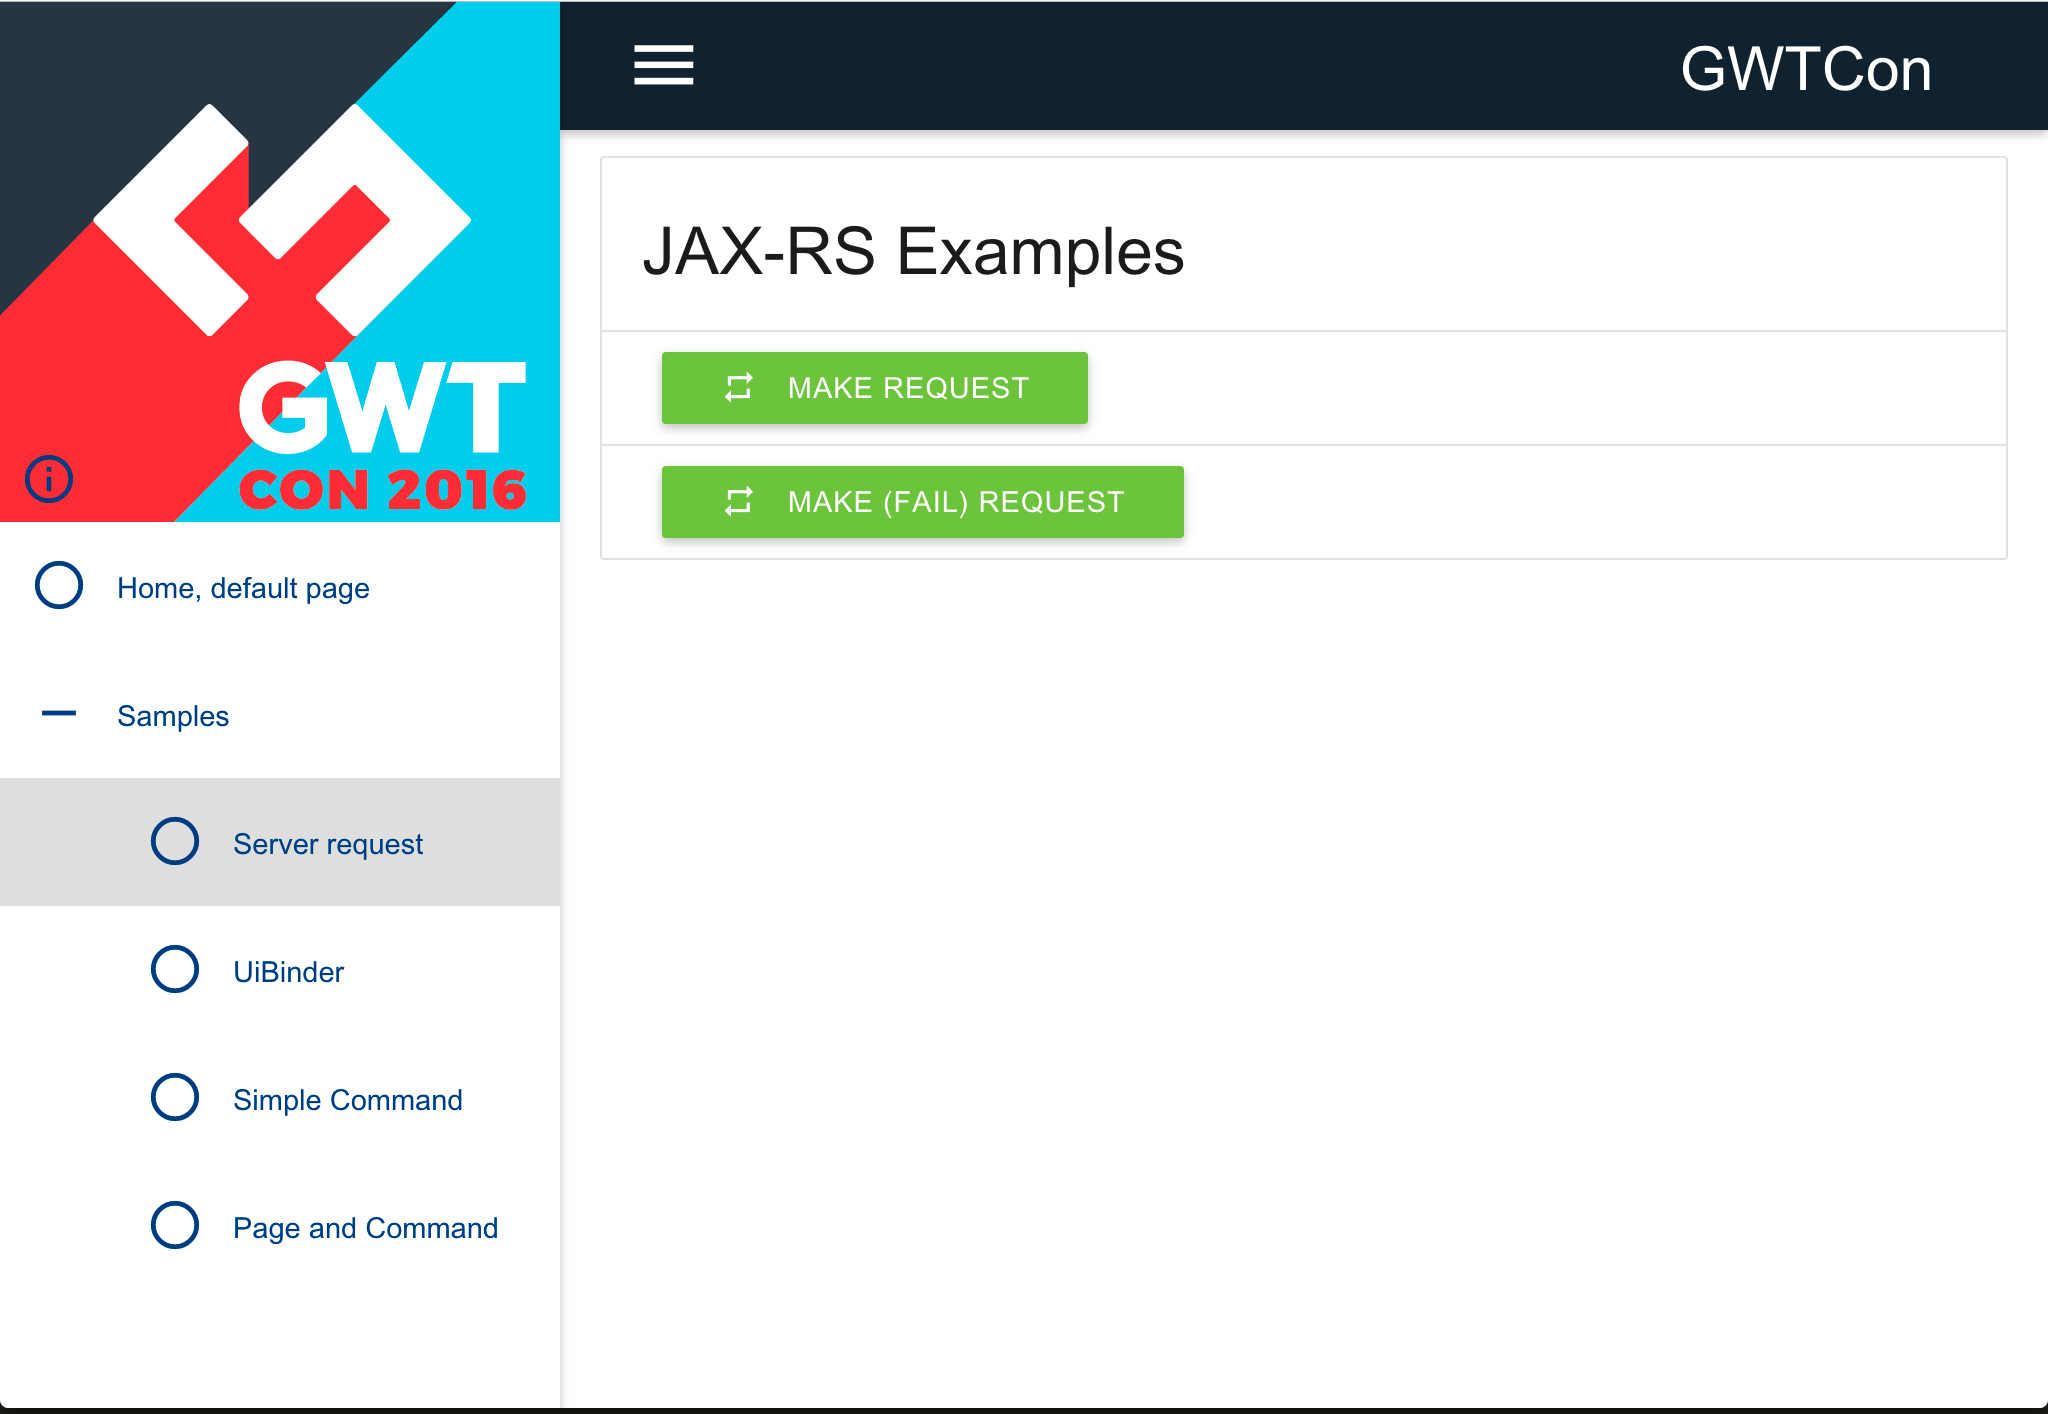 GWTCon
GWT
CON 2016
Home, default page
Samples
Server request
UiBinder
Simple Command
Page and Command
JAX-RS Examples
MAKE REQUEST
MAKE (FAIL) REQUEST